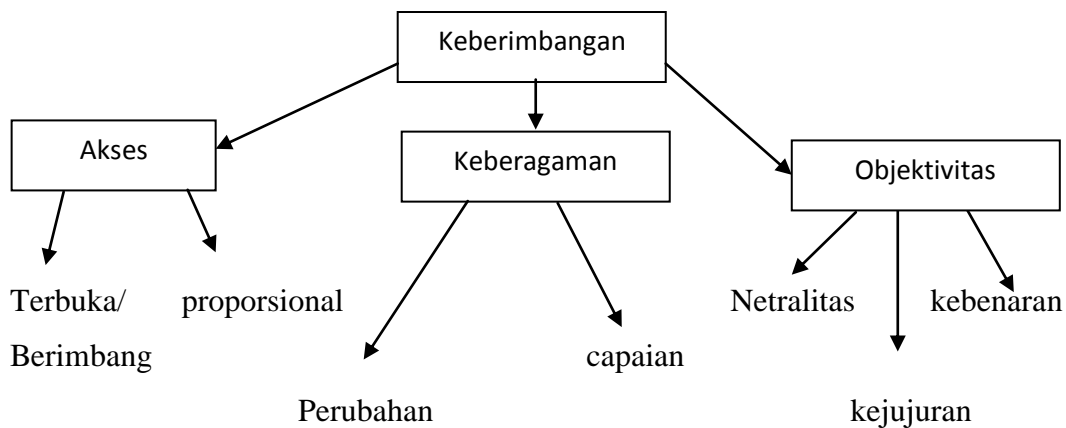 Keberimbangan
Akses
Keberagaman
Objektivitas
Terbuka/ proporsional
Netralitas kebenaran
Berimbang
capaian
Perubahan
kejujuran